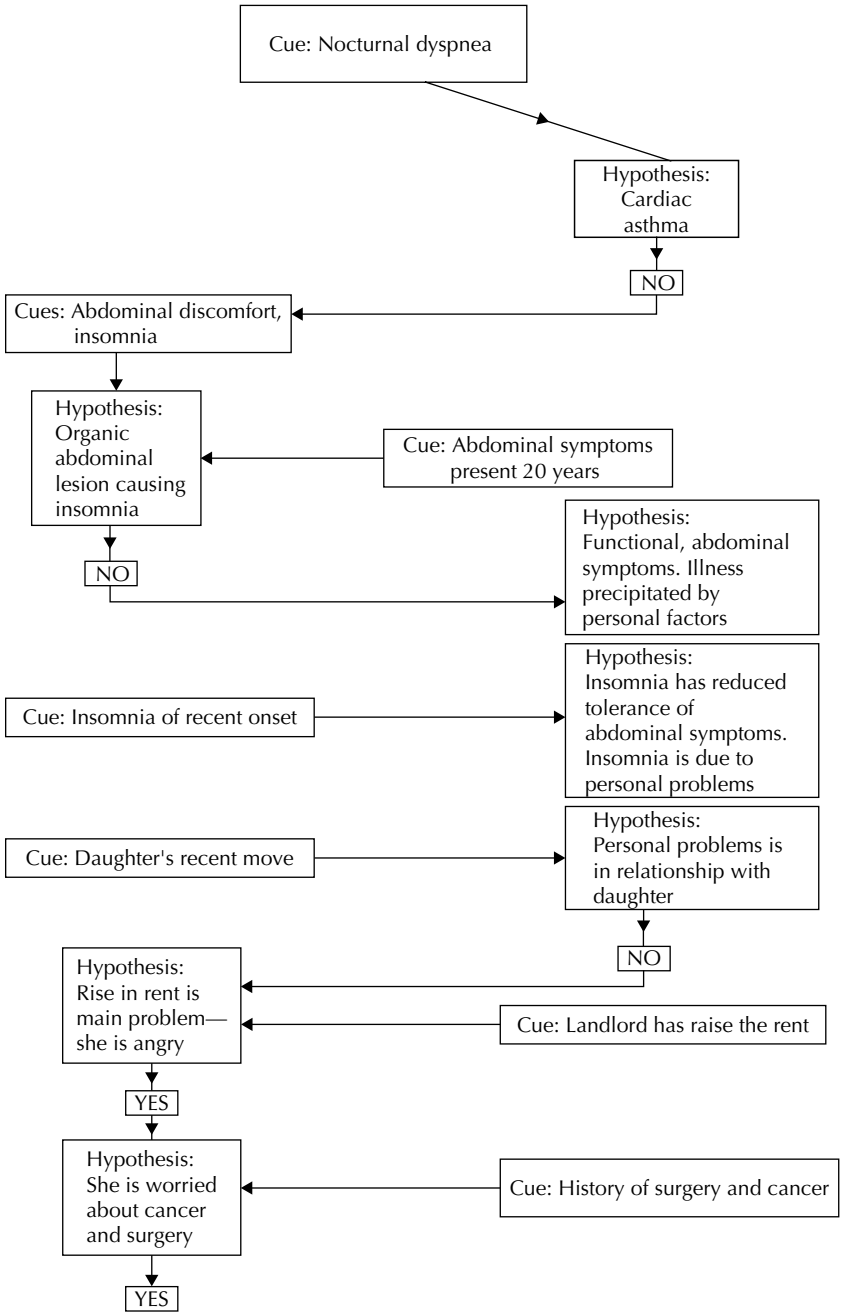 Cue: Nocturnal dyspnea
Hypothesis:
Cardiac
asthma
NO
Cues: Abdominal discomfort,
insomnia
Hypothesis:
Organic
abdominal
lesion causing
insomnia
Cue: Abdominal symptoms
present 20 years
NO
Hypothesis:
Functional, abdominal
symptoms. Illness
precipitated by
personal factors
Cue: Insomnia of recent onset
Hypothesis:
Insomnia has reduced
tolerance of
abdominal symptoms.
Insomnia is due to
personal problems
Cue: Daughter's recent move
Hypothesis:
Personal problems is
in relationship with
daughter
NO
Hypothesis:
Rise in rent is
main problem—
she is angry
Cue: Landlord has raise the rent
YES
Hypothesis:
She is worried
about cancer
and surgery
Cue: History of surgery and cancer
YES